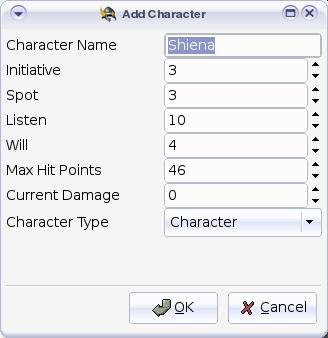 Add Character
Character Name Shiena
Initiative 3
Spot 3
Listen 10
Will 4
Max Hit Points 46
Current Damage 0
Character Type Character
OK Cancel